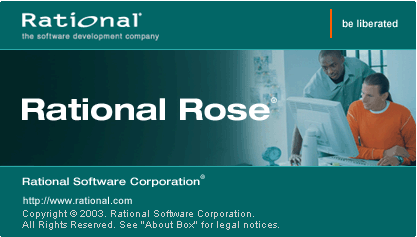 Rational®
the software development company
be liberated
Rational Rose®
Rational Software Corporation®
http://www.rational.com
Copyright © 2003. Rational Software Corporation.
All Rights Reserved. See "About Box" for legal notices.